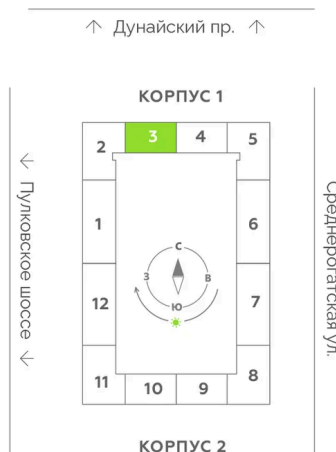 Дунайский пр.
КОРПУС 1
2
3
4
5
Пулковское шоссе
Среднерогатская ул.
1
6
С
З
В
Ю
12
7
11
10
9
8
КОРПУС 2